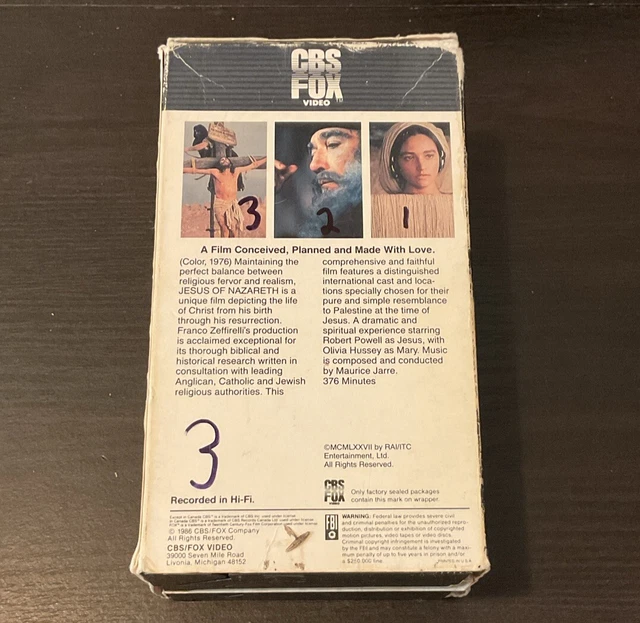 CBS
FOX
VIDEO
3
2
1
A Film Conceived, Planned and Made With Love.
(Color, 1976) Maintaining the
perfect balance between
religious fervor and realism,
JESUS OF NAZARETH is a
unique film depicting the life
of Christ from his birth
through his resurrection.
Franco Zeffirelli's production
is acclaimed exceptional for
its thorough biblical and
historical research written in
consultation with leading
Anglican, Catholic and Jewish
religious authorities. This
comprehensive and faithful
film features a distinguished
international cast and loca-
tions specially chosen for their
pure and simple resemblance
to Palestine at the time of
Jesus. A dramatic and
spiritual experience starring
Robert Powell as Jesus, with
Olivia Hussey as Mary. Music
is composed and conducted
by Maurice Jarre.
376 Minutes
3
©MCMLXXVII by RAI/ITC
Entertainment, Ltd.
All Rights Reserved.
Recorded in Hi-Fi.
CBS
FOX
VIDEO
Only factory sealed packages
contain this mark on wrapper.
© 1986 CBS/FOX Company
All Rights Reserved.
CBS/FOX VIDEO
39000 Seven Mile Road
Livonia, Michigan 48152
FBI
WARNING: Federal law provides severe civil
and criminal penalties for the unauthorized repro-
duction, distribution or exhibition of copyrighted
motion pictures, video tapes or video discs.
Criminal copyright infringement is investigated
by the FBI and may constitute a felony with a maxi-
mum penalty of up to five years in prison and/or
a $250,000 fine.
PRINTED IN U.S.A.